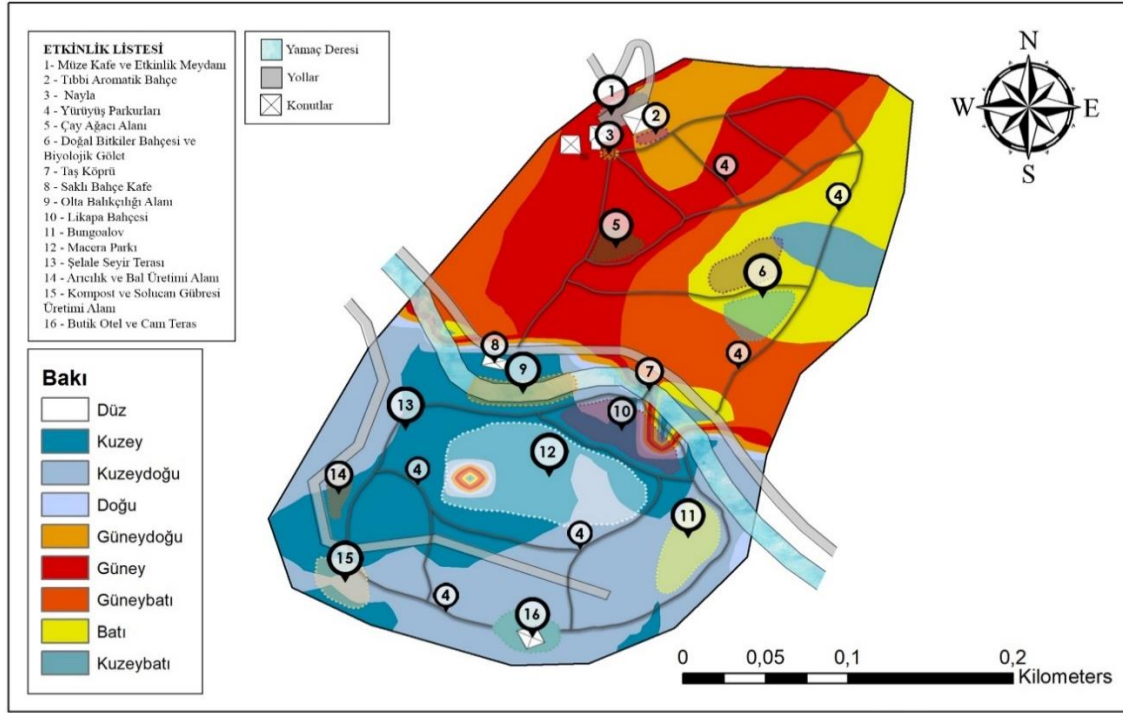 ETKİNLİK LİSTESİ
1- Müze Kafe ve Etkinlik Meydanı
2 - Tıbbi Aromatik Bahçe
3 - Nayla
4 - Yürüyüş Parkurları
5 - Çay Ağacı Alanı
6 - Doğal Bitkiler Bahçesi ve
Biyolojik Gölet
7 - Taş Köprü
8 - Saklı Bahçe Kafe
9 - Olta Balıkçılığı Alanı
10 - Likapa Bahçesi
11 - Bungoalov
12 - Macera Parkı
13 - Şelale Seyir Terası
14 - Arıcılık ve Bal Üretimi Alanı
15 - Kompost ve Solucan Gübresi
Üretimi Alanı
16 - Butik Otel ve Cam Teras
Yamaç Deresi
Yollar
Konutlar
Bakı
Düz
Kuzey
Kuzeydoğu
Doğu
Güneydoğu
Güney
Güneybatı
Batı
Kuzeybatı
N
W E
S
1
2
3
4
4
5
6
4
8
9
7
10
13
12
4
14
11
4
15
4
16
0 0,05 0,1 0,2
Kilometers